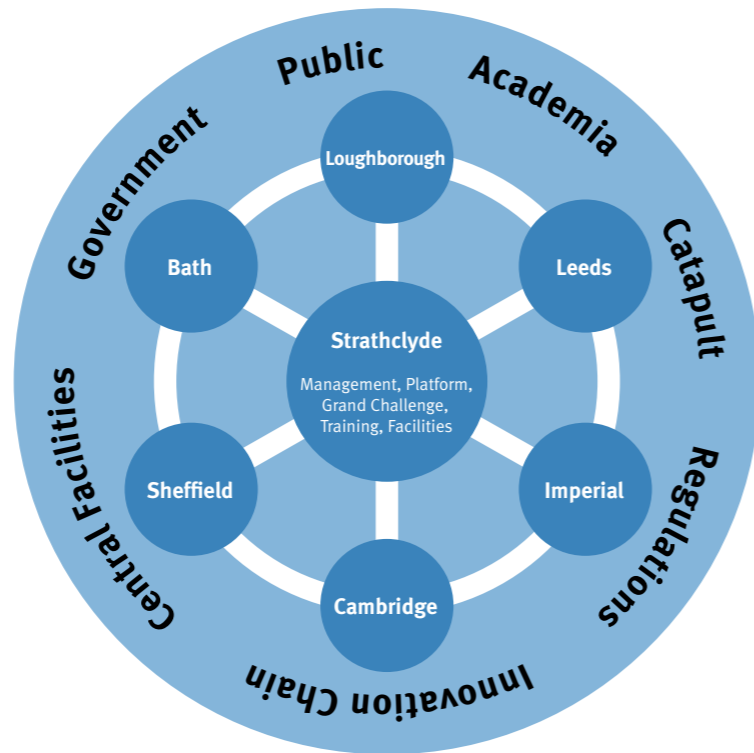 Public
Academia
Government
Catapult
Loughborough
Bath
Leeds
Strathclyde
Management, Platform,
Grand Challenge,
Training, Facilities
Sheffield
Imperial
Cambridge
Central Facilities
Regulations
Innovation Chain